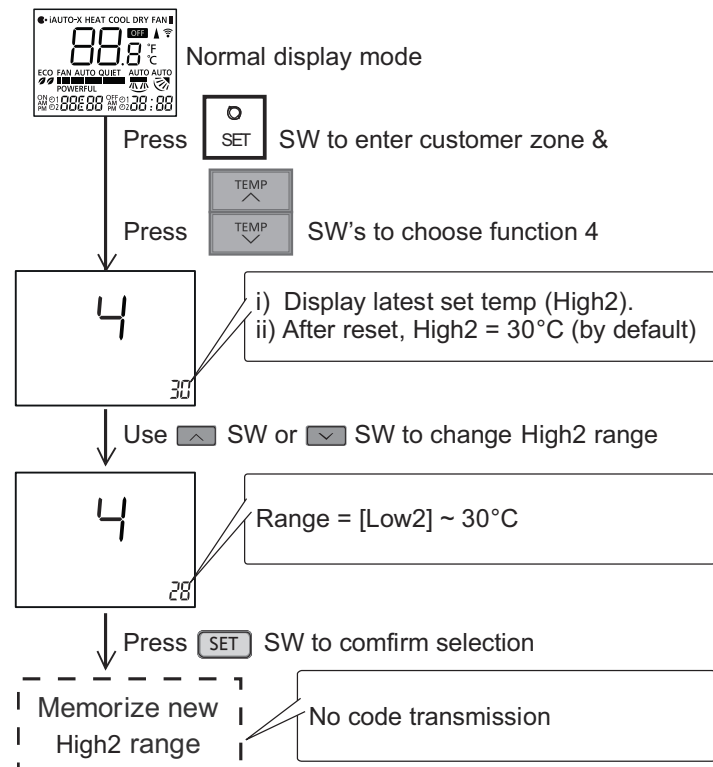 iAUTO-X HEAT COOL DRY FAN
OFF
88.8 °F °C
ECO FAN AUTO QUIET AUTO AUTO
POWERFUL
Normal display mode
Press SET SW to enter customer zone &
TEMP
Press TEMP SW's to choose function 4
4
30
i) Display latest set temp (High2).
ii) After reset, High2 = 30°C (by default)
Use SW or SW to change High2 range
4
28
Range = [Low2] ~ 30°C
Press SET SW to comfirm selection
Memorize new
High2 range
No code transmission